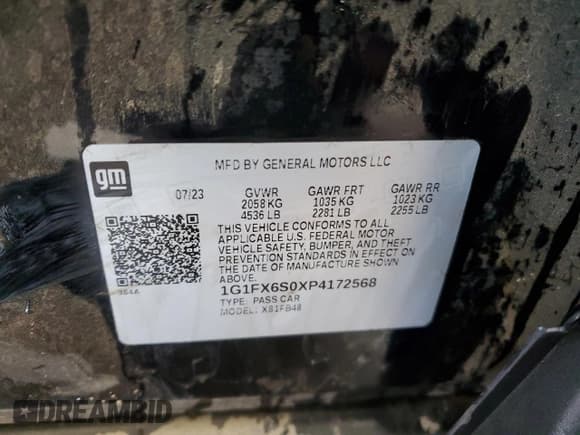 gm
MFD BY GENERAL MOTORS LLC
07/23 GVWR GAWR FRT GAWR RR
2058 KG 1035 KG 1023 KG
4536 LB 2281 LB 2255 LB
THIS VEHICLE CONFORMS TO ALL
APPLICABLE U.S. FEDERAL MOTOR
VEHICLE SAFETY, BUMPER, AND THEFT
PREVENTION STANDARDS IN EFFECT ON
THE DATE OF MANUFACTURE SHOWN
ABOVE.
1G1FX6S0XP4172568
TYPE: PASS CAR
MODEL: X81FB48
DREAMBID